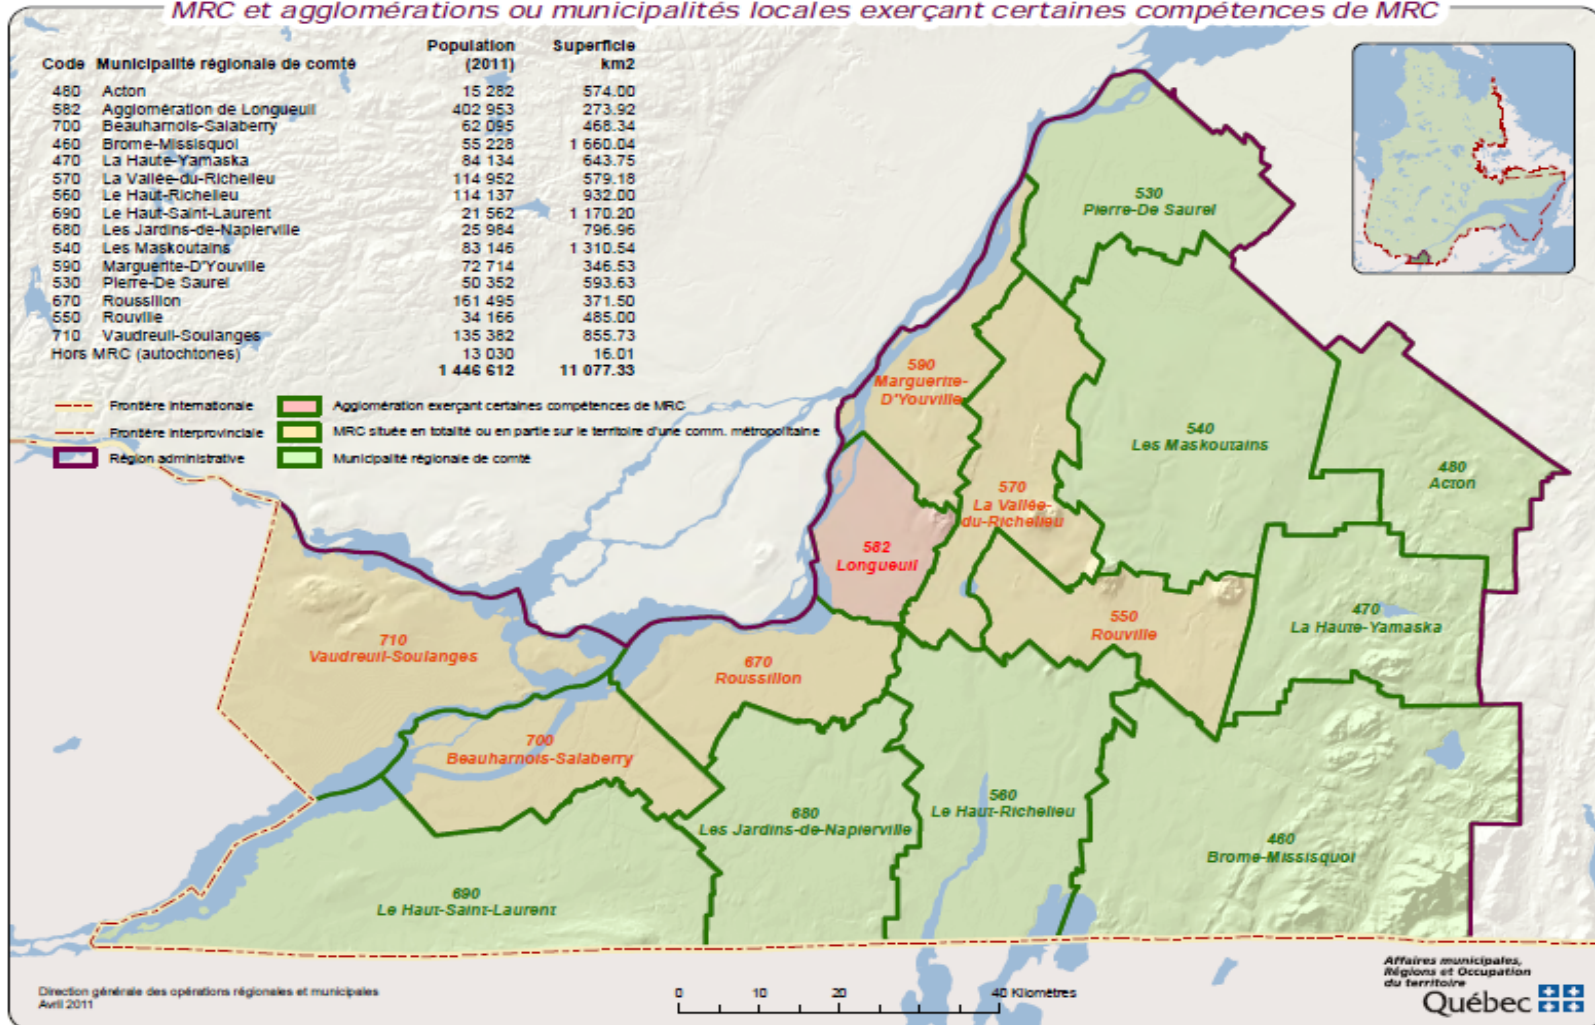 MRC et agglomérations ou municipalités locales exerçant certaines compétences de MRC
Population Superficie
Code Municipalité régionale de comté (2011) km2
480 Acton 15 282 574.00
582 Agglomération de Longueuil 402 953 273.92
700 Beauharnois-Salaberry 62 095 468.34
460 Brome-Missisquoi 55 228 1 660.04
470 La Haute-Yamaska 84 134 643.75
570 La Vallée-du-Richelieu 114 952 579.18
560 Le Haut-Richelieu 114 137 932.00
690 Le Haut-Saint-Laurent 21 562 1 170.20
680 Les Jardins-de-Napierville 25 984 796.96
540 Les Maskoutains 83 146 1 310.54
590 Marguerite-D'Youville 72 714 346.53
530 Pierre-De Saurel 50 352 593.63
670 Roussillon 161 495 371.50
550 Rouville 34 166 485.00
710 Vaudreuil-Soulanges 135 382 855.73
Hors MRC (autochtones) 13 030 16.01
1 446 612 11 077.33
Frontière internationale
Agglomération exerçant certaines compétences de MRC
Frontière interprovinciale
MRC située en totalité ou en partie sur le territoire d'une comm. métropolitaine
Région administrative
Municipalité régionale de comté
530
Pierre-De Saurel
590
Marguerite-
D'Youville
540
Les Maskoutains
480
Acton
570
La Vallée-
du-Richelieu
582
Longueuil
470
La Haute-Yamaska
550
Rouville
710
Vaudreuil-Soulanges
670
Roussillon
700
Beauharnois-Salaberry
680
Les Jardins-de-Napierville
560
Le Haut-Richelieu
460
Brome-Missisquoi
690
Le Haut-Saint-Laurent
Direction générale des opérations régionales et municipales
Avril 2011
0 10 20 40 Kilomètres
Affaires municipales,
Régions et Occupation
du territoire
Québec